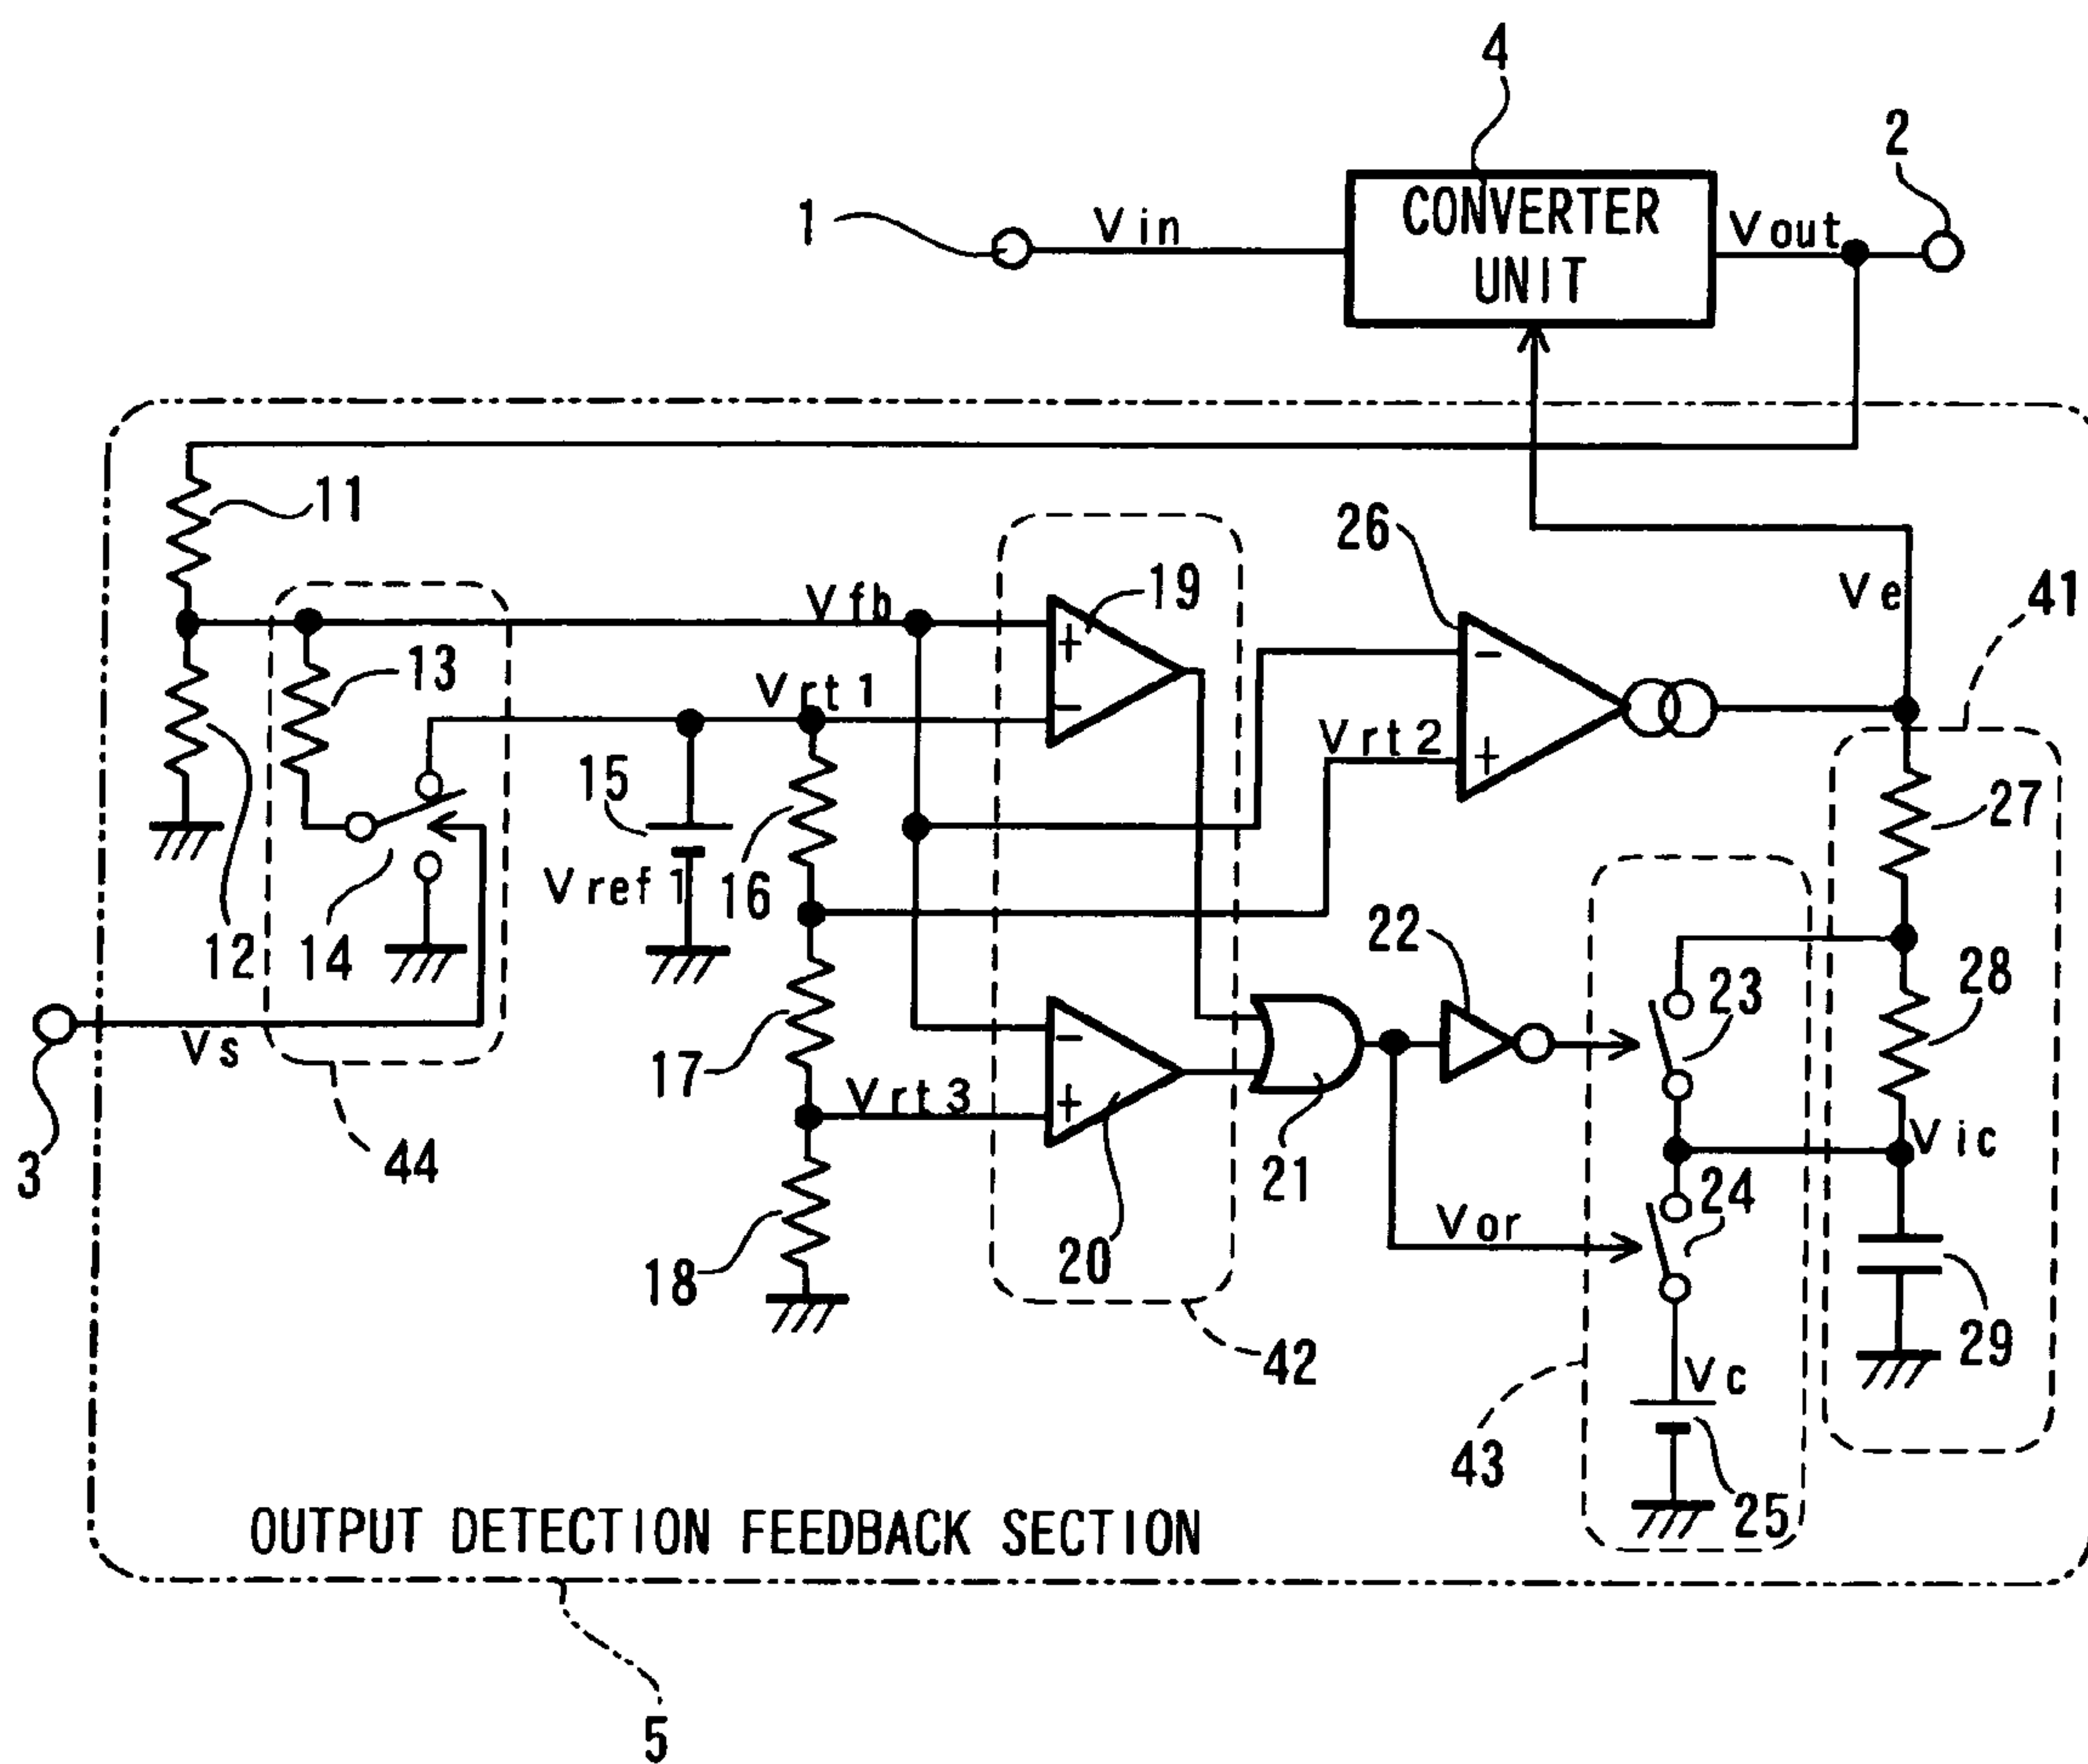 4
2
1
Vin
CONVERTER
UNIT
Vout
11
26
19
Ve
41
Vfb
13
Vrt1
Vrt2
15
27
Vref1
16
12
14
22
23
28
Vs
17
Vrt3
Vic
3
44
21
24
18
20
Vor
29
42
Vc
43
25
OUTPUT DETECTION FEEDBACK SECTION
5
+
-
-
+
-
+